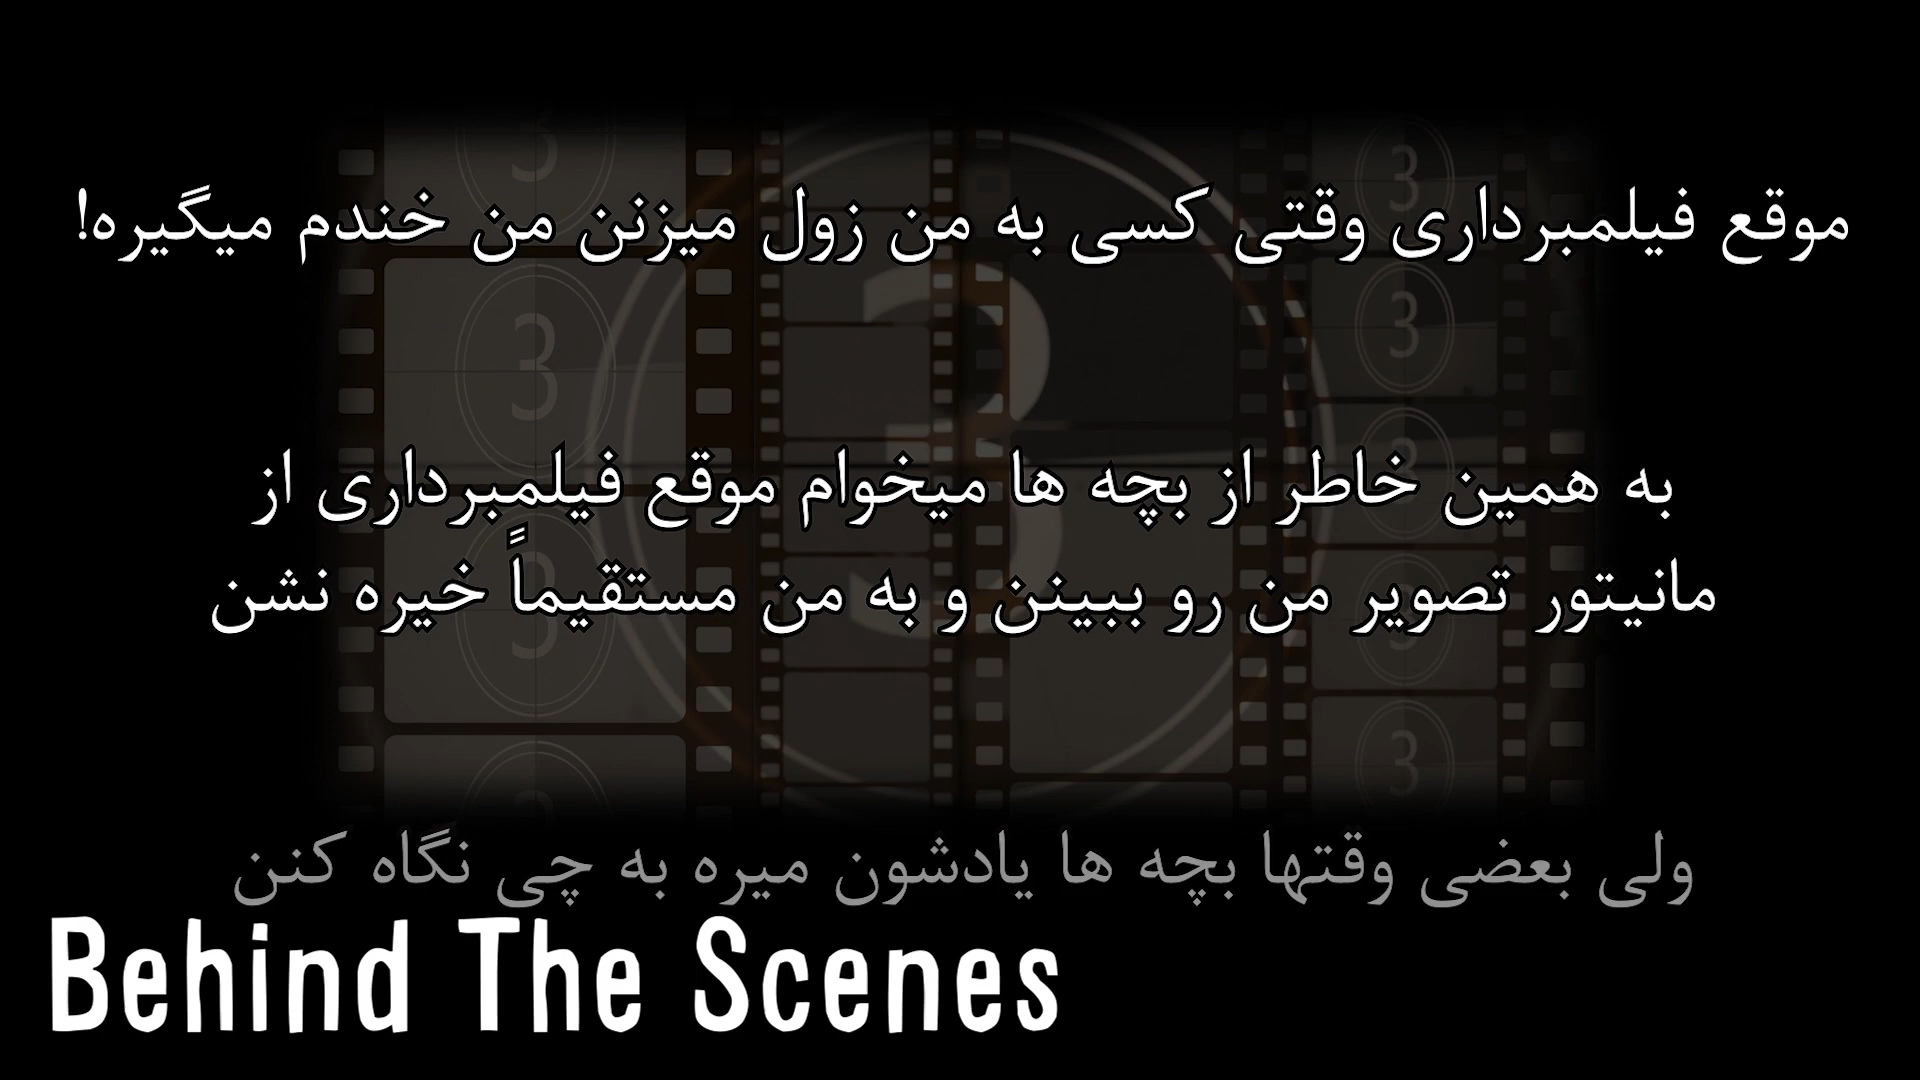 موقع فیلمبرداری وقتی کسی به من زول میزنن من خندم میگیره!
به همین خاطر از بچه ها میخوام موقع فیلمبرداری از
مانیتور تصویر من رو ببینن و به من مستقیماً خیره نشن
ولی بعضی وقتها بچه ها یادشون میره به چی نگاه کنن
Behind The Scenes